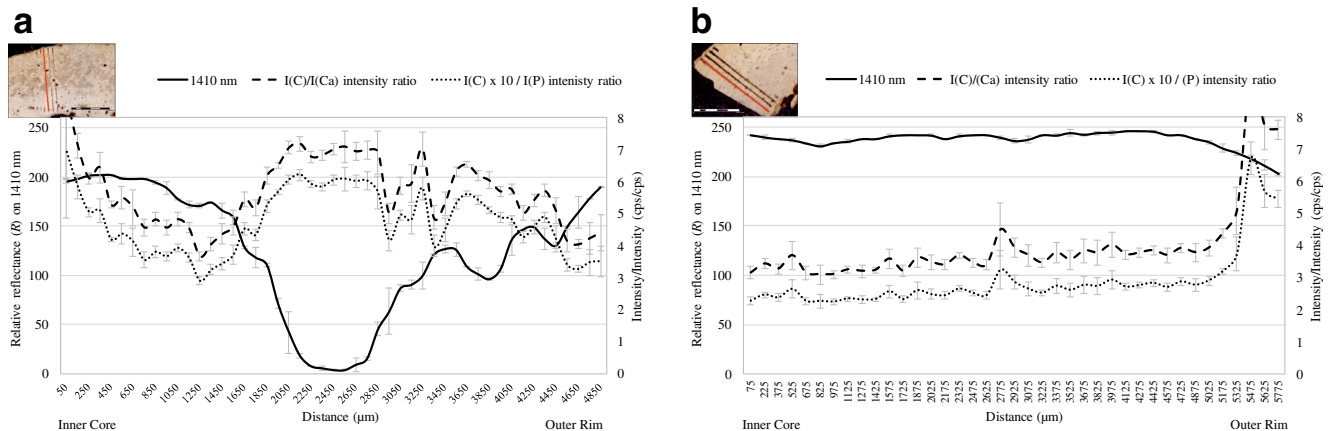 a
1410 nm
I(C)/I(Ca) intensity ratio
I(C) x 10 / I(P) intenisty ratio
250
200
150
100
50
0
Relative reflectance (R) on 1410 nm
8
7
6
5
4
3
2
1
0
Intensity/Intensity (cps/cps)
50 250 450 650 850 1050 1250 1450 1650 1850 2050 2250 2450 2650 2850 3050 3250 3450 3650 3850 4050 4250 4450 4650 4850
Distance (µm)
Inner Core
Outer Rim
b
1410 nm
I(C)/(Ca) intensity ratio
I(C) x 10 / (P) intensity ratio
250
200
150
100
50
0
Relative reflectance (R) on 1410 nm
8
7
6
5
4
3
2
1
0
Intensity/Intensity (cps/cps)
75 225 375 525 675 825 975 1125 1275 1425 1575 1725 1875 2025 2175 2325 2475 2625 2775 2925 3075 3225 3375 3525 3675 3825 3975 4125 4275 4425 4575 4725 4875 5025 5175 5325 5475 5625 5775
Distance (µm)
Inner Core
Outer Rim